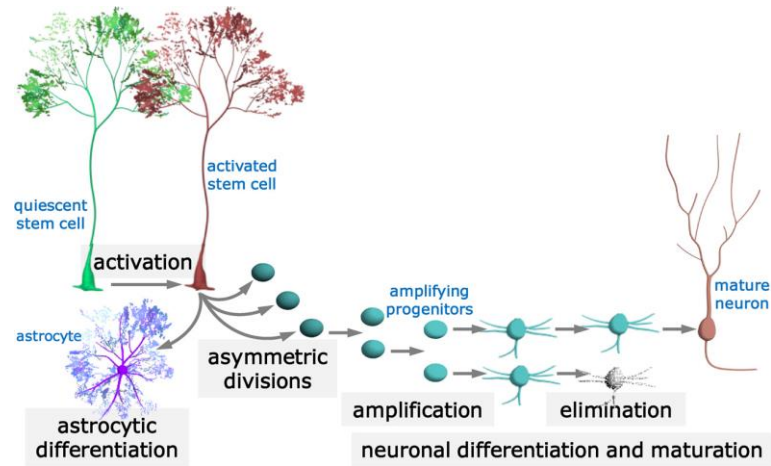 activated
stem cell
quiescent
stem cell
activation
amplifying
progenitors
mature
neuron
astrocyte
asymmetric
divisions
astrocytic
differentiation
amplification
elimination
neuronal differentiation and maturation